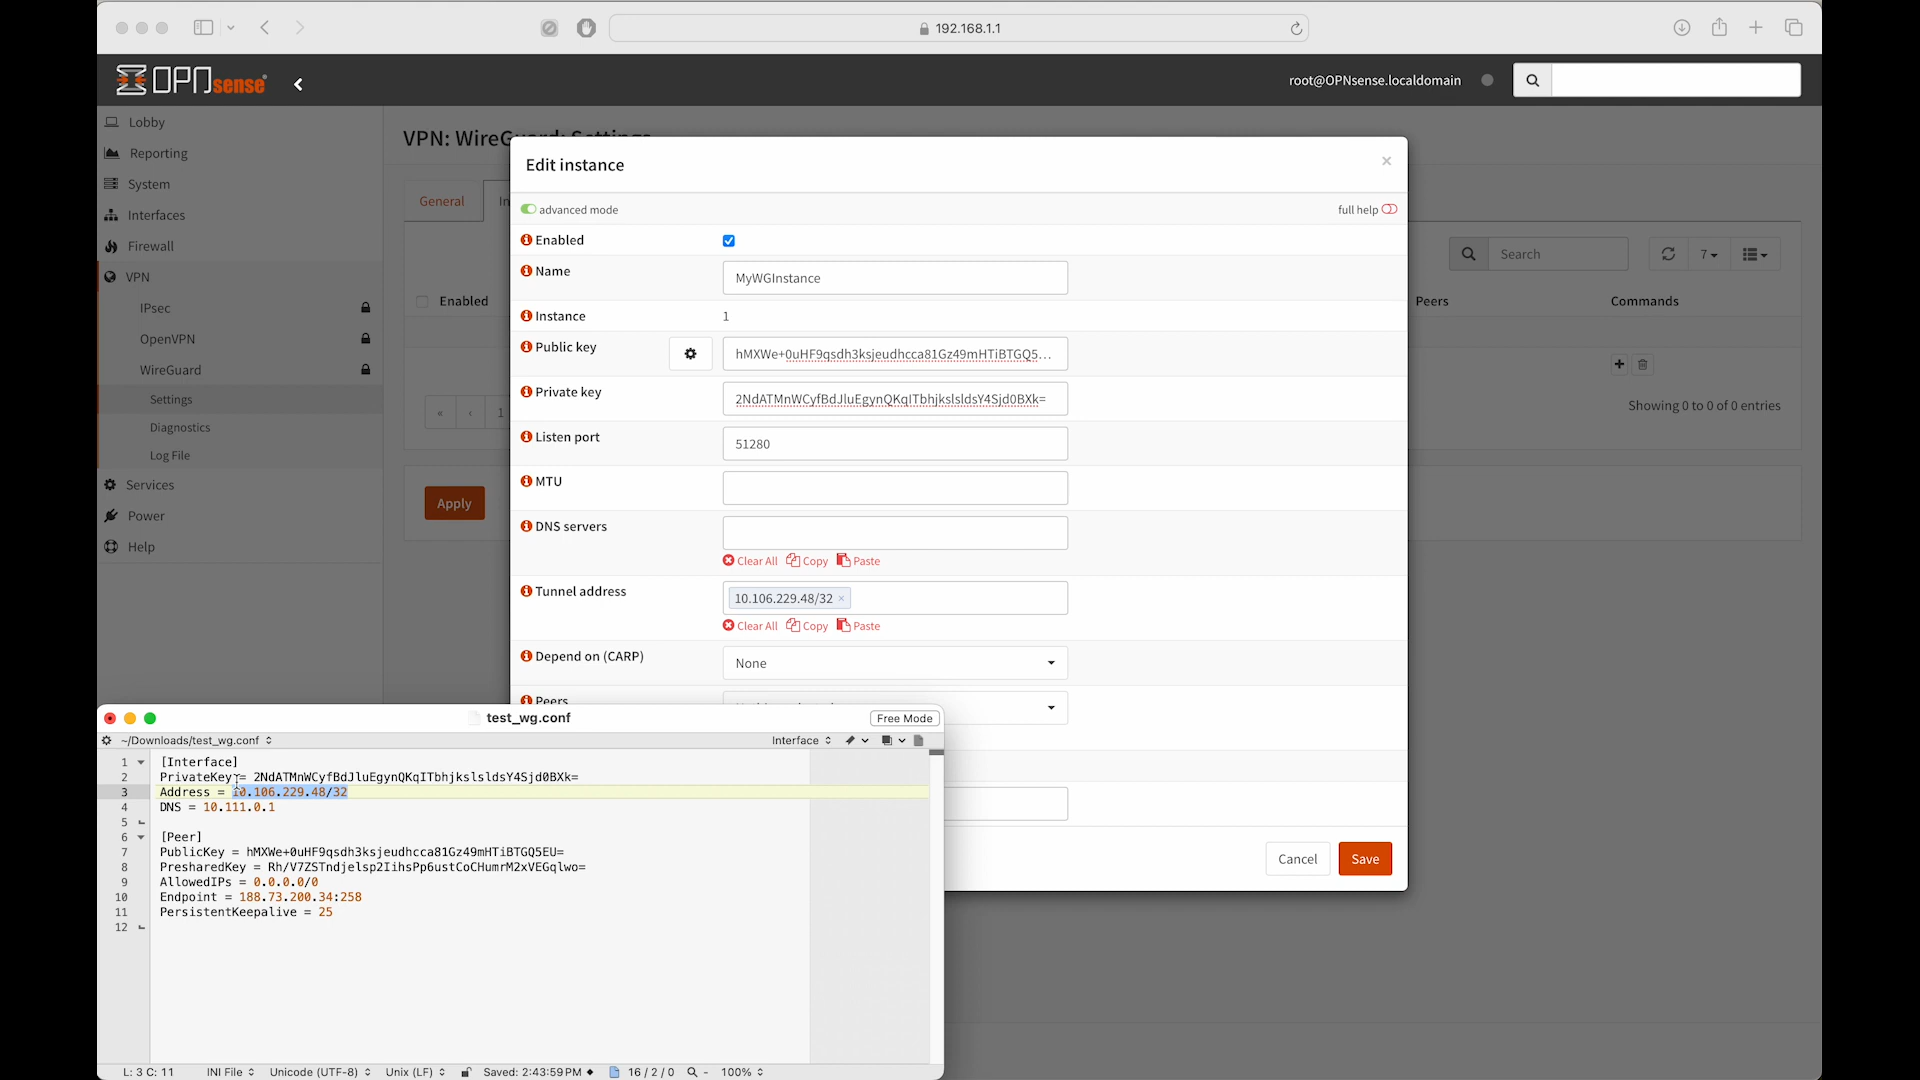 192.168.1.1
OPNsense
root@OPNsense.localdomain
Lobby
Reporting
System
Interfaces
Firewall
VPN
IPsec
OpenVPN
WireGuard
Settings
Diagnostics
Log File
Services
Power
Help
VPN: WireGuard: Settings
General
In
Search
7
Enabled
Peers
Commands
«
‹
1
Showing 0 to 0 of 0 entries
Apply
Edit instance
×
advanced mode
full help
Enabled
Name
MyWGInstance
Instance
1
Public key
hMXWe+0uHF9qsdh3ksjeudhcca81Gz49mHTiBTGQ5...
Private key
2NdATMnWCyfBdJluEgynQKqITbhjkslsldsY4Sjd0BXk=
Listen port
51280
MTU
DNS servers
Clear All Copy Paste
Tunnel address
10.106.229.48/32 ×
Clear All Copy Paste
Depend on (CARP)
None
Peers
Cancel
Save
test_wg.conf
Free Mode
~/Downloads/test_wg.conf
Interface
1 [Interface]
2 PrivateKey = 2NdATMnWCyfBdJluEgynQKqITbhjkslsldsY4Sjd0BXk=
3 Address = 10.106.229.48/32
4 DNS = 10.111.0.1
5
6 [Peer]
7 PublicKey = hMXWe+0uHF9qsdh3ksjeudhcca81Gz49mHTiBTGQ5EU=
8 PresharedKey = Rh/V7ZSTndjelsp2IihsPp6ustCoCHumrM2xVEGqlwo=
9 AllowedIPs = 0.0.0.0/0
10 Endpoint = 188.73.200.34:258
11 PersistentKeepalive = 25
12
L: 3 C: 11 INI File Unicode (UTF-8) Unix (LF) Saved: 2:43:59 PM 16 / 2 / 0 - 100%